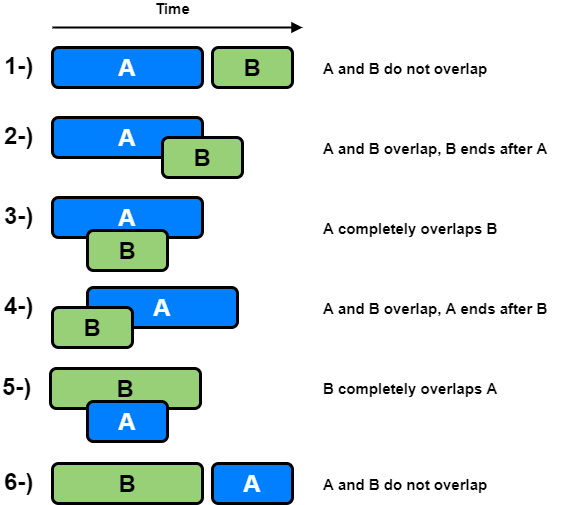 Time
1-) A B A and B do not overlap
2-) A B A and B overlap, B ends after A
3-) A B A completely overlaps B
4-) A B A and B overlap, A ends after B
5-) B A B completely overlaps A
6-) B A A and B do not overlap